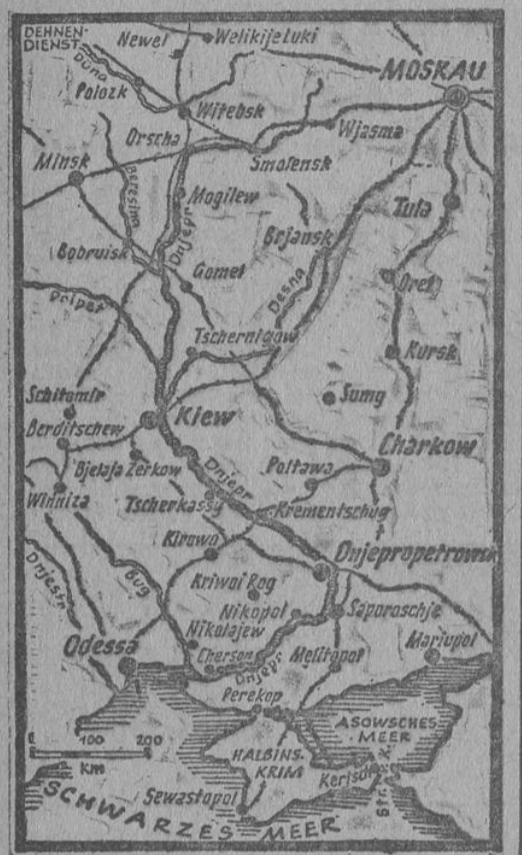 DEHNEN-
DIENST
Newel
Welikije Luki
Düna
Polozk
MOSKAU
Witebsk
Orscha
Wjasma
Smolensk
Minsk
Beresina
Mogilew
Tula
Dnjepr
Brjansk
Bobruisk
Gomel
Orel
Desna
Pripet
Tschernigow
Kursk
Schitomir
Sumy
Kiew
Berditschew
Charkow
Bjelaja Zerkow
Dnjepr
Poltawa
Winniza
Tscherkassy
Krementschug
Kirowo
Dnjepropetrowsk
Dnjestr
Bug
Kriwoi Rog
Nikopol
Saporoschje
Nikolajew
Odessa
Cherson
Dnjepr
Melitopol
Mariupol
Perekop
ASOWSCHES
MEER
100 200
Km
HALBINS.
KRIM
Kertsch
Str. v. K.
Sewastopol
SCHWARZES MEER